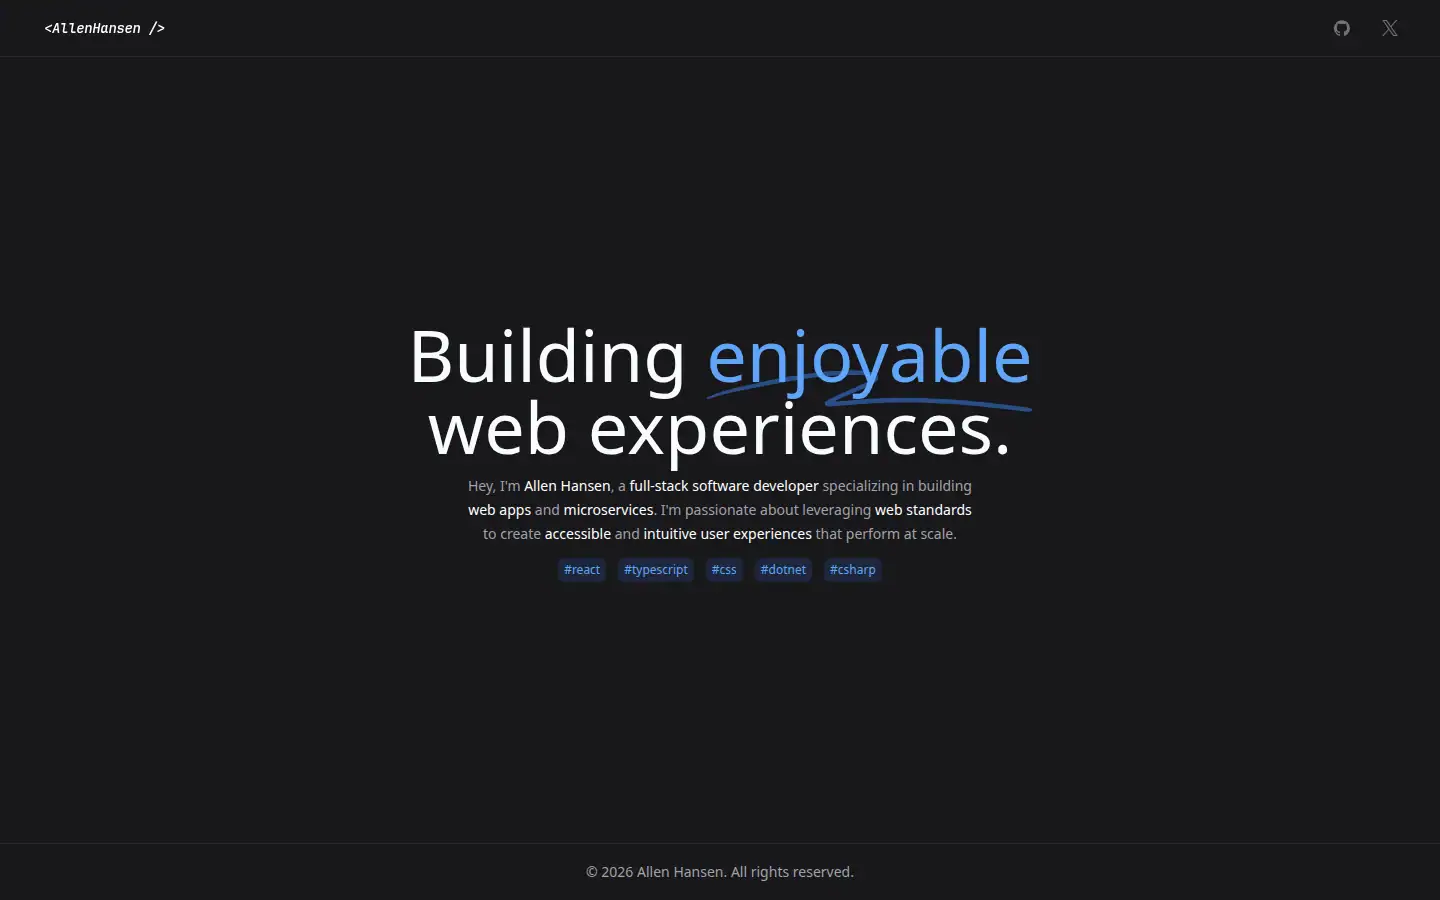 <AllenHansen />
Building enjoyable
web experiences.
Hey, I'm Allen Hansen, a full-stack software developer specializing in building
web apps and microservices. I'm passionate about leveraging web standards
to create accessible and intuitive user experiences that perform at scale.
#react #typescript #css #dotnet #csharp
© 2026 Allen Hansen. All rights reserved.